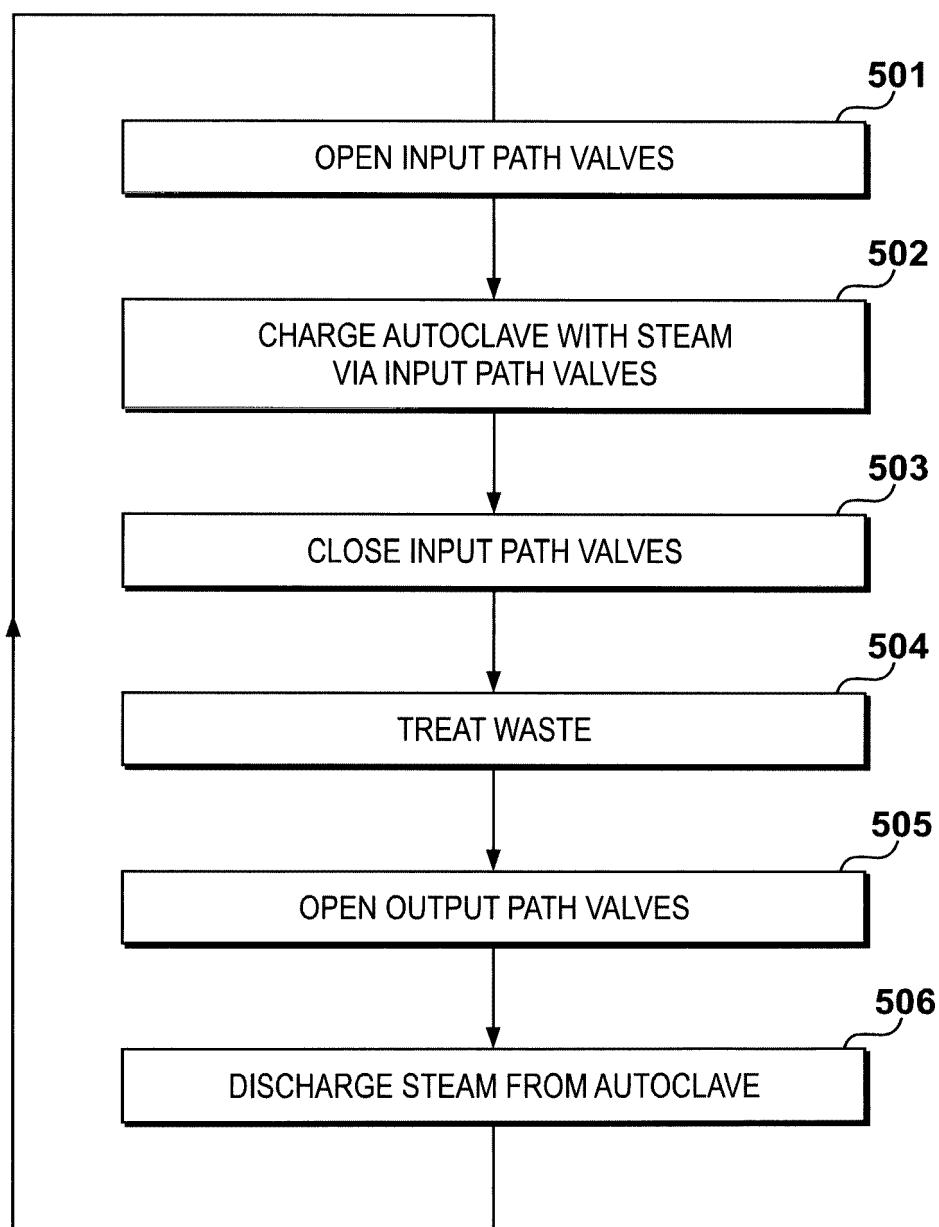 501
OPEN INPUT PATH VALVES
502
CHARGE AUTOCLAVE WITH STEAM
VIA INPUT PATH VALVES
503
CLOSE INPUT PATH VALVES
504
TREAT WASTE
505
OPEN OUTPUT PATH VALVES
506
DISCHARGE STEAM FROM AUTOCLAVE